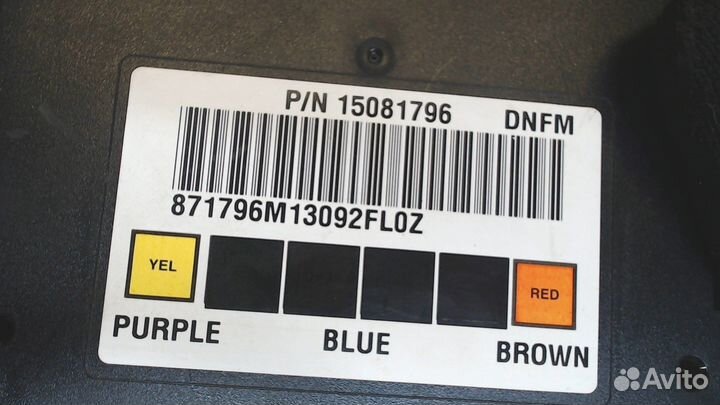 P/N 15081796 DNFM
871796M13092FL0Z
YEL RED
PURPLE BLUE BROWN
Avito